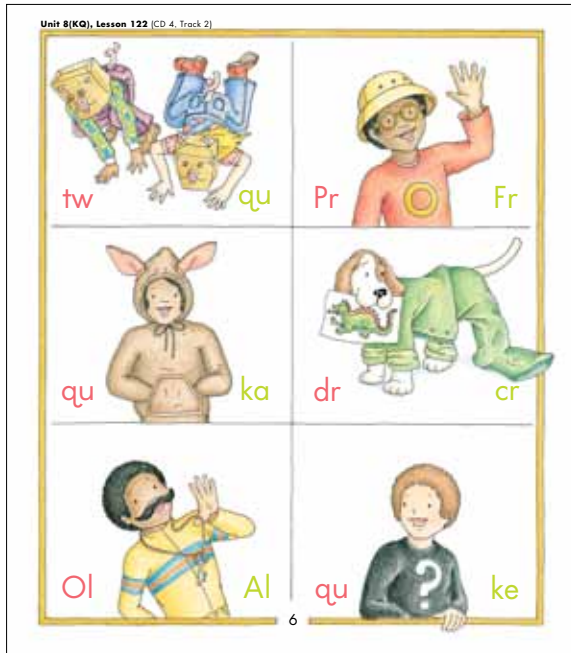 Unit 8(KQ), Lesson 122 (CD 4, Track 2)
tw qu
Pr Fr
qu ka
dr cr
Ol Al
qu ke
?
6